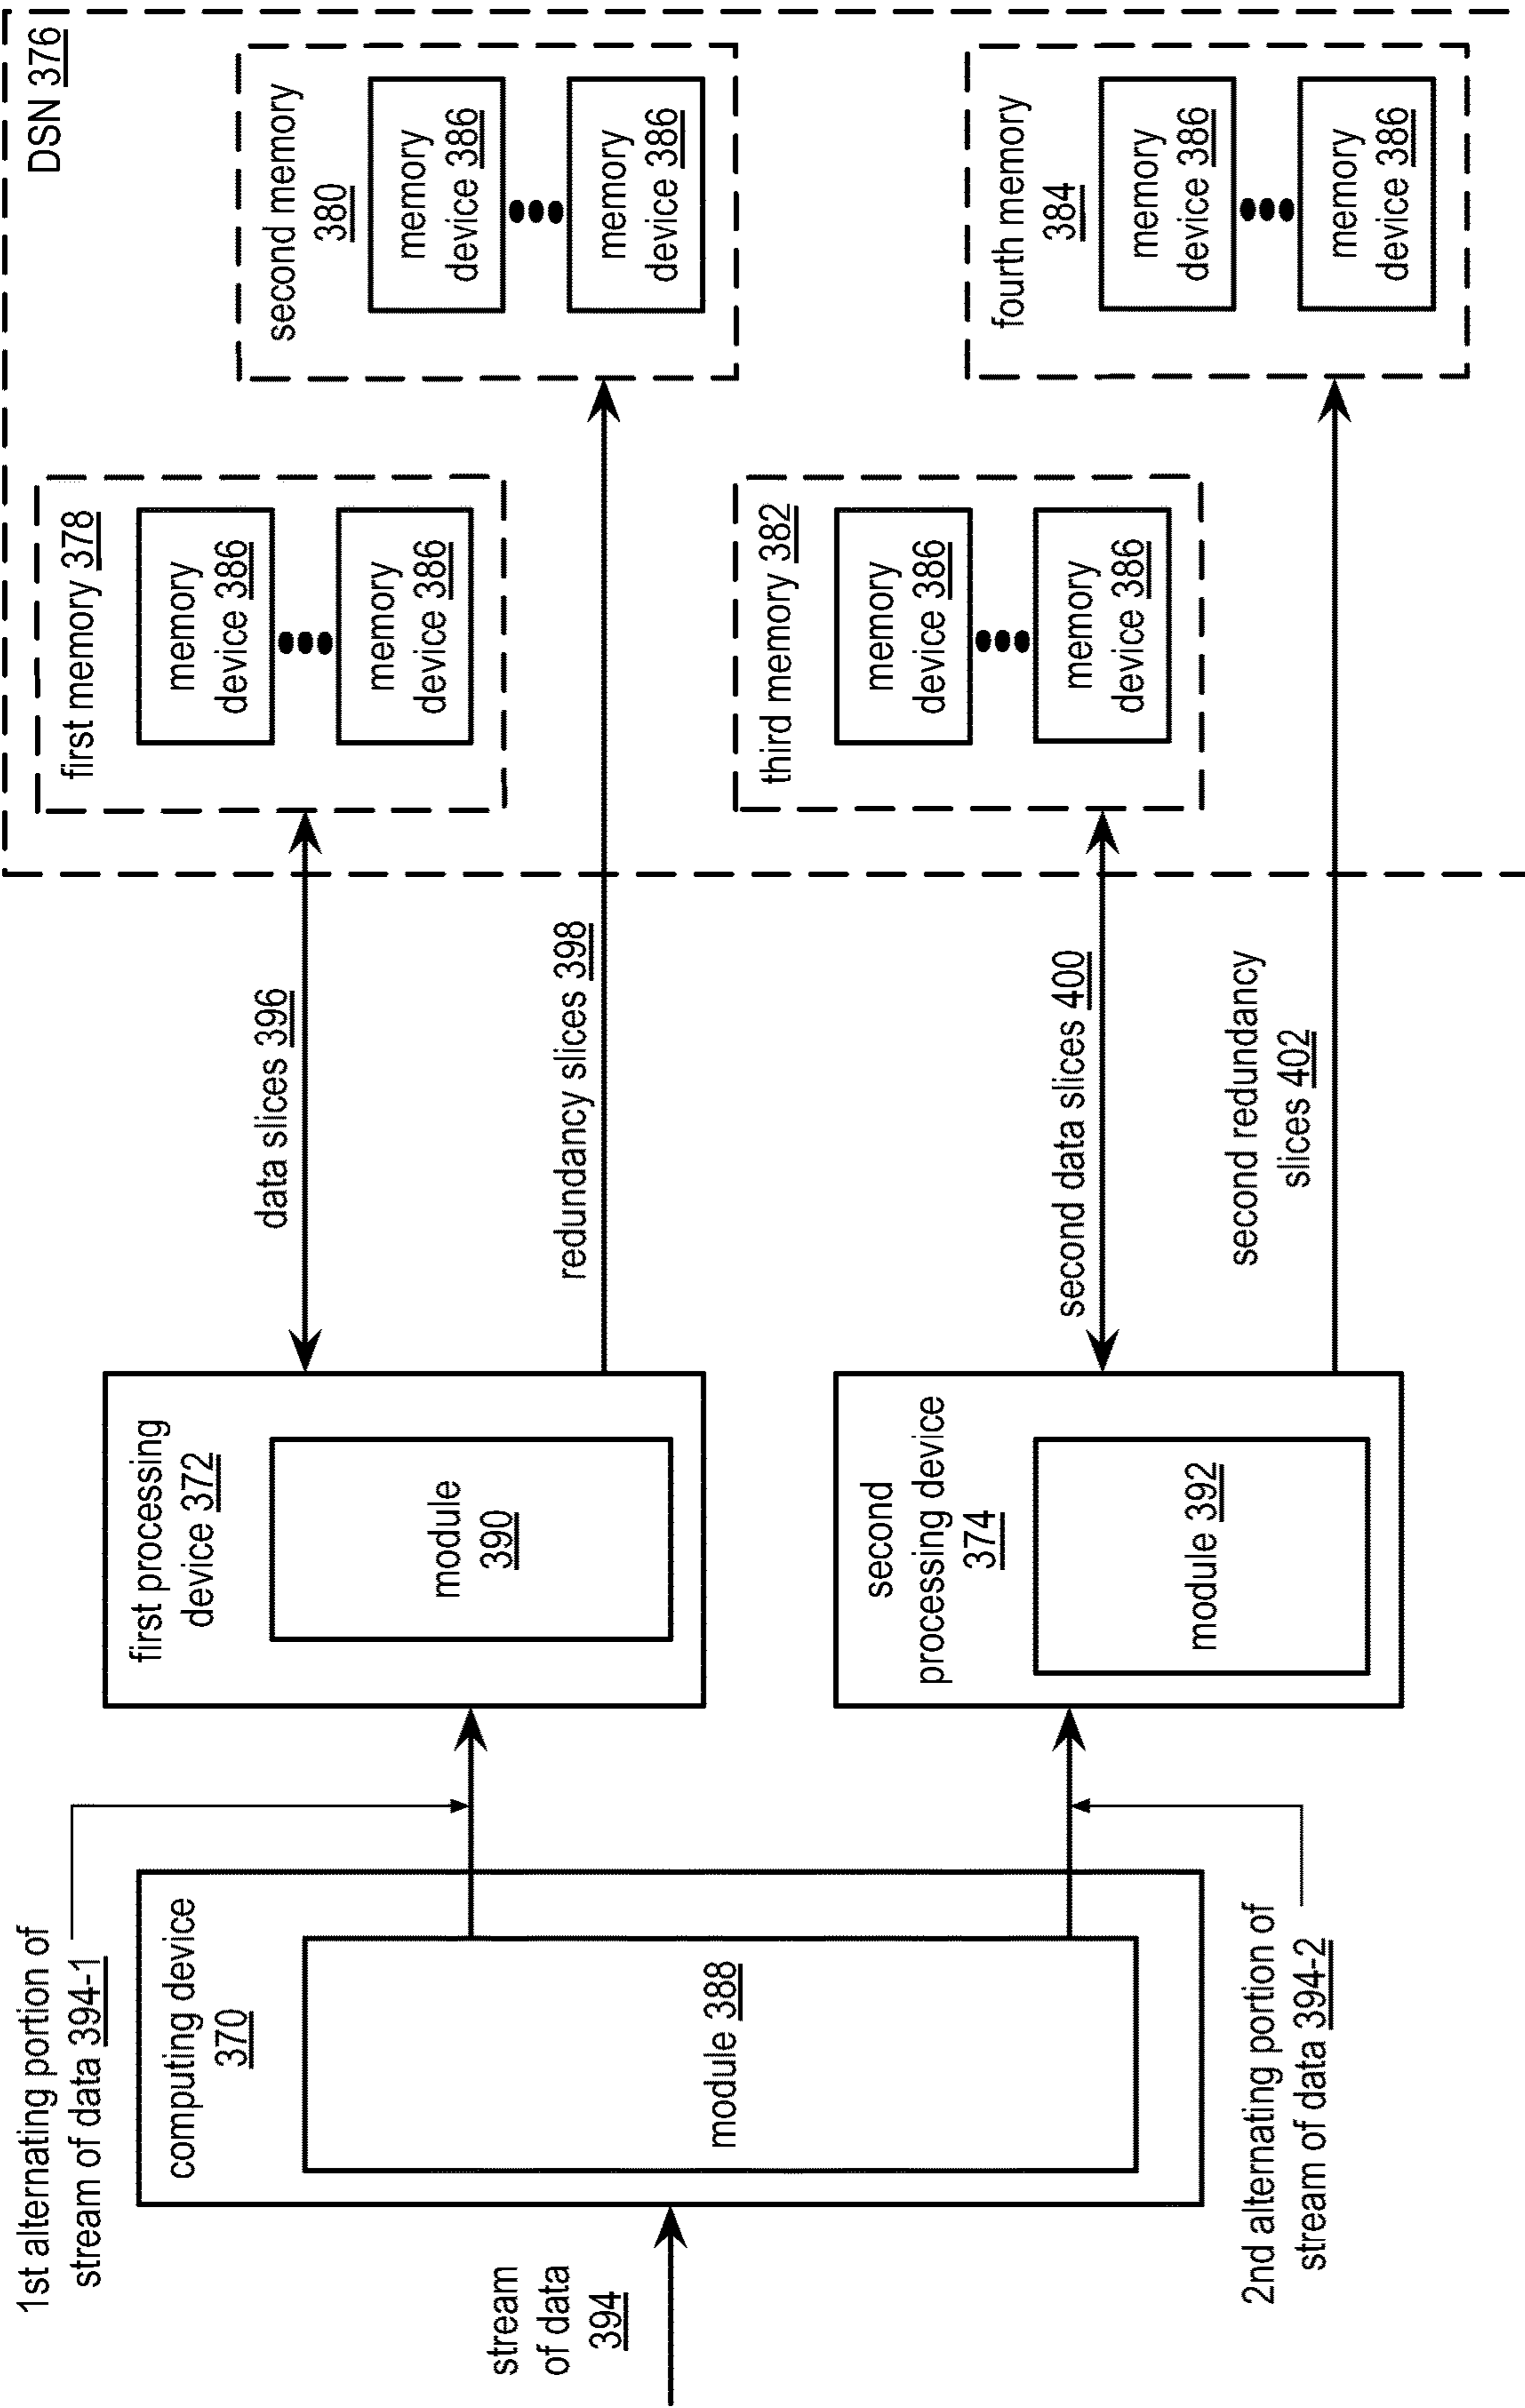 DSN 376
first memory 378
memory
device 386
memory
device 386
second memory
380
memory
device 386
memory
device 386
third memory 382
memory
device 386
memory
device 386
fourth memory
384
memory
device 386
memory
device 386
data slices 396
redundancy slices 398
second data slices 400
second redundancy
slices 402
first processing
device 372
module
390
second
processing device
374
module 392
1st alternating portion of
stream of data 394-1
computing device
370
module 388
2nd alternating portion of
stream of data 394-2
stream
of data
394